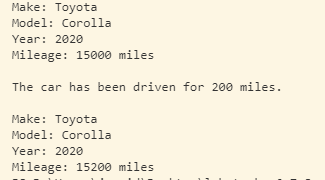 Make: Toyota
Model: Corolla
Year: 2020
Mileage: 15000 miles
The car has been driven for 200 miles.
Make: Toyota
Model: Corolla
Year: 2020
Mileage: 15200 miles